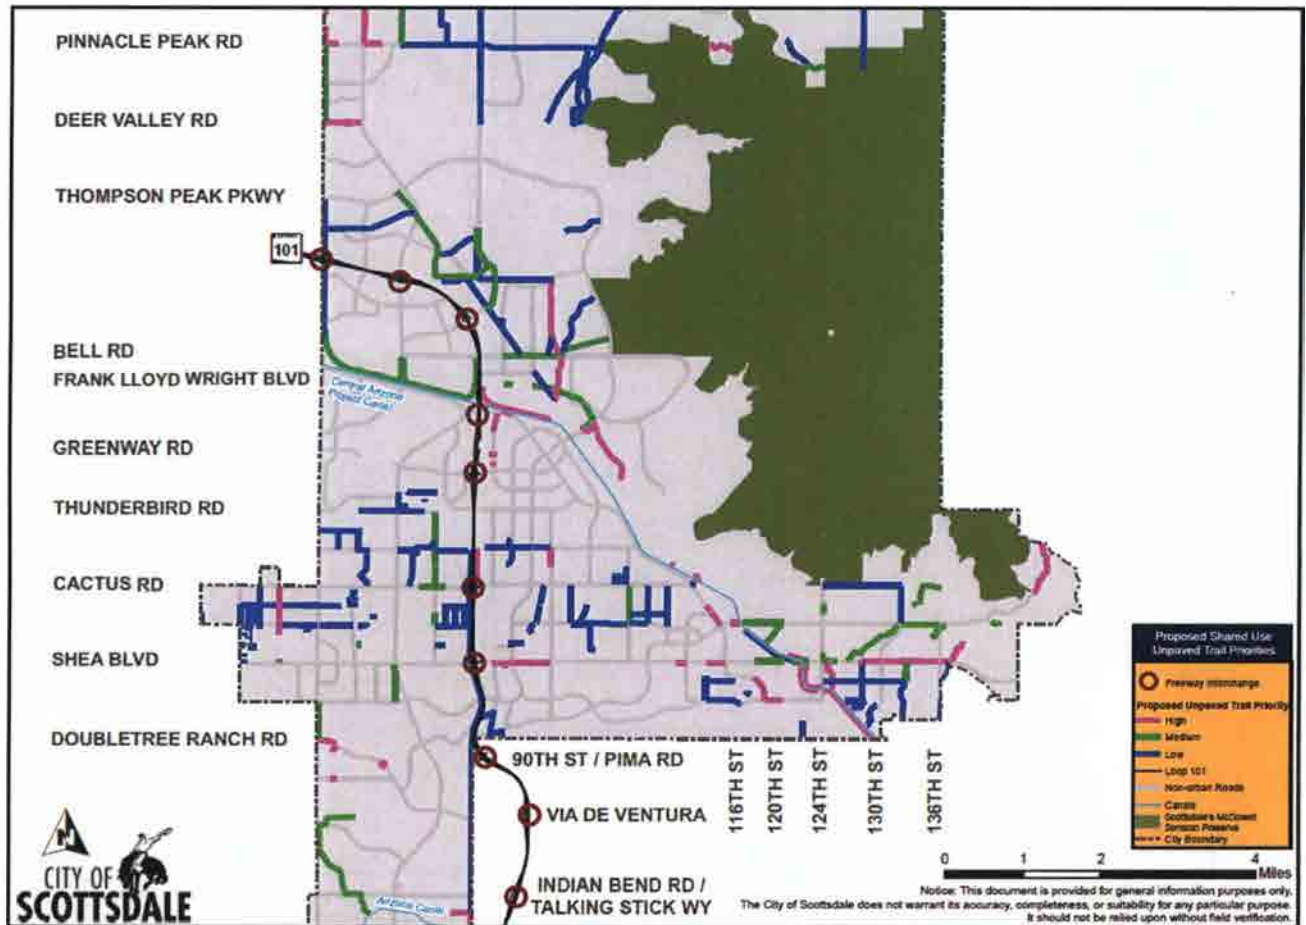 PINNACLE PEAK RD
DEER VALLEY RD
THOMPSON PEAK PKWY
101
BELL RD
FRANK LLOYD WRIGHT BLVD
Central Arizona
Project Canal
GREENWAY RD
THUNDERBIRD RD
CACTUS RD
SHEA BLVD
DOUBLETREE RANCH RD
90TH ST / PIMA RD
VIA DE VENTURA
INDIAN BEND RD /
TALKING STICK WY
Arizona Canal
116TH ST
120TH ST
124TH ST
130TH ST
136TH ST
Proposed Shared Use
Unpaved Trail Priorities
Freeway Interchange
Proposed Unpaved Trail Priority
High
Medium
Low
Loop 101
Canals
Scottsdale's McDowell
Sonoran Preserve
City Boundary
0 1 2 4
Miles
N
CITY OF
SCOTTSDALE
Notice: This document is provided for general information purposes only.
The City of Scottsdale does not warrant its accuracy, completeness, or suitability for any particular purpose.
It should not be relied upon without field verification.